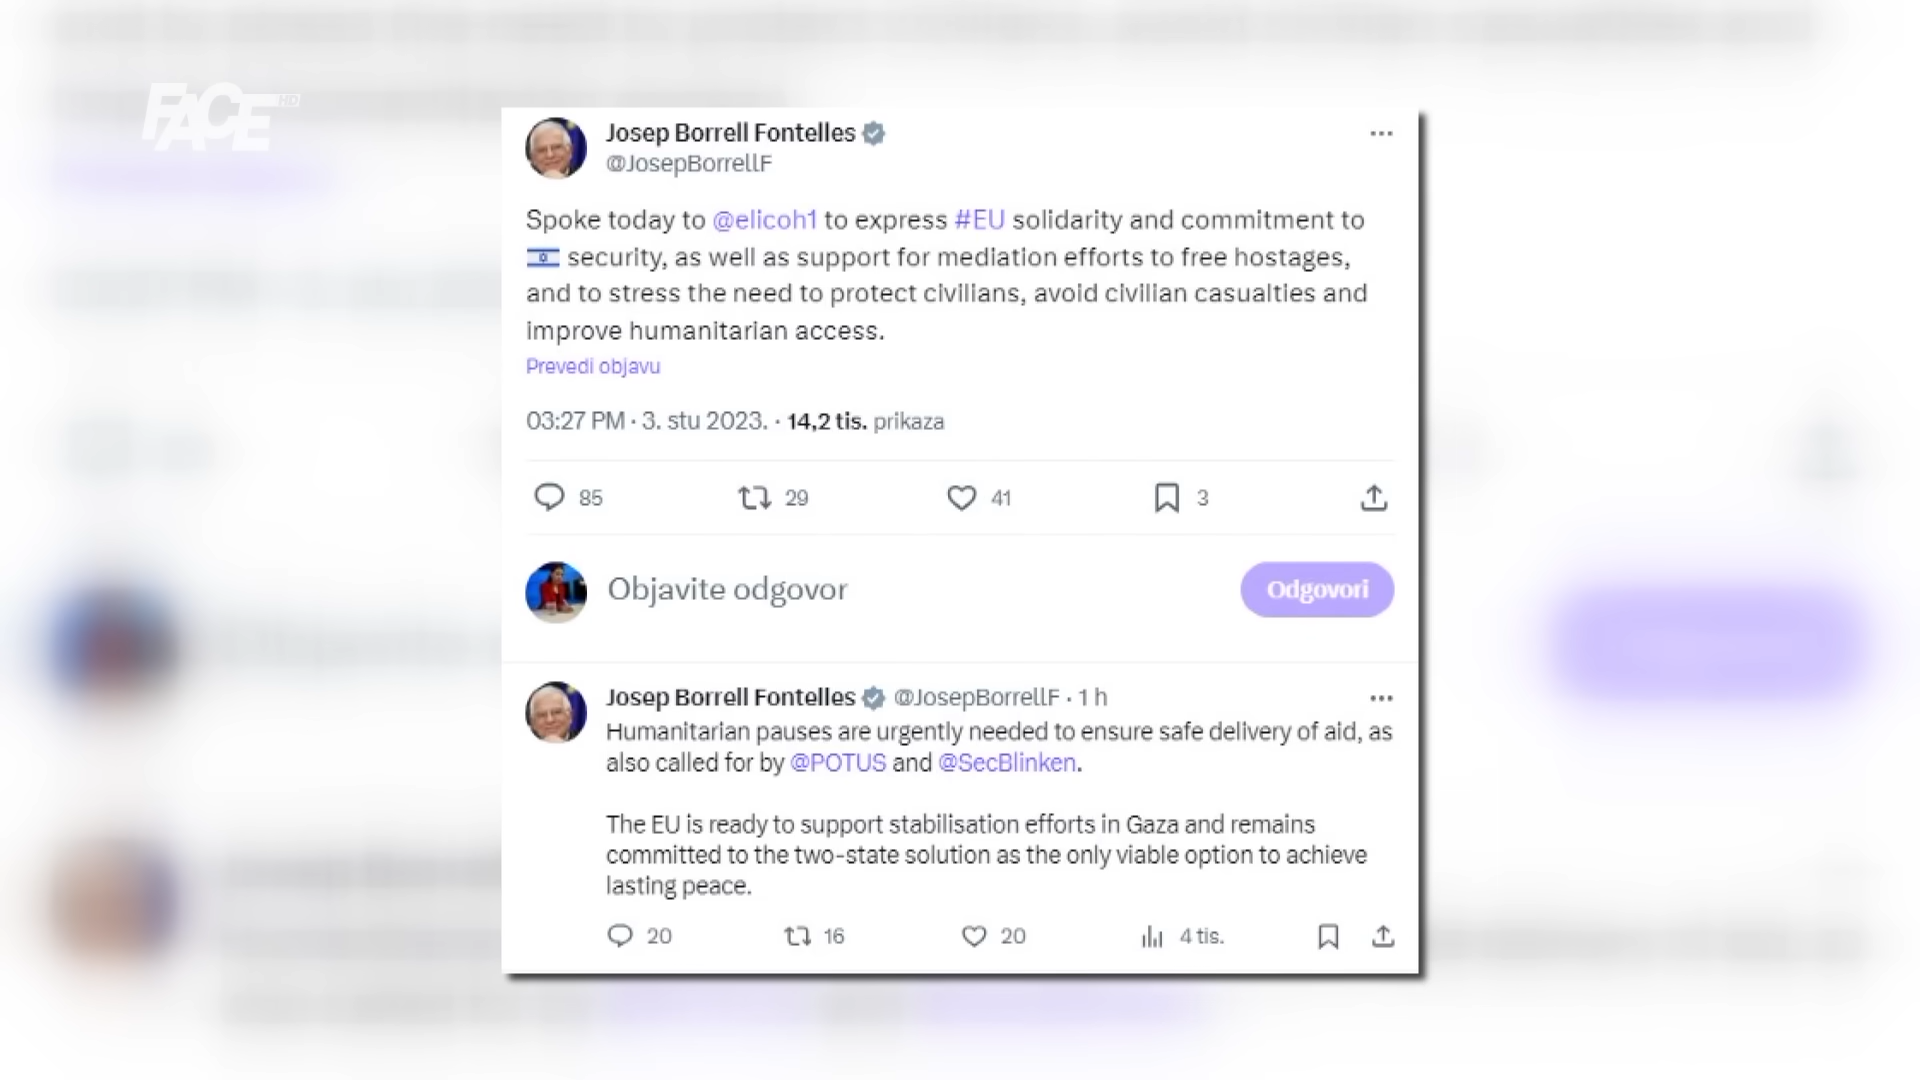 FACE HD
Josep Borrell Fontelles
@JosepBorrellF
Spoke today to @elicoh1 to express #EU solidarity and commitment to
security, as well as support for mediation efforts to free hostages,
and to stress the need to protect civilians, avoid civilian casualties and
improve humanitarian access.
Prevedi objavu
03:27 PM · 3. stu 2023. · 14,2 tis. prikaza
85 29 41 3
Objavite odgovor Odgovori
Josep Borrell Fontelles @JosepBorrellF · 1 h
Humanitarian pauses are urgently needed to ensure safe delivery of aid, as
also called for by @POTUS and @SecBlinken.
The EU is ready to support stabilisation efforts in Gaza and remains
committed to the two-state solution as the only viable option to achieve
lasting peace.
20 16 20 4 tis.